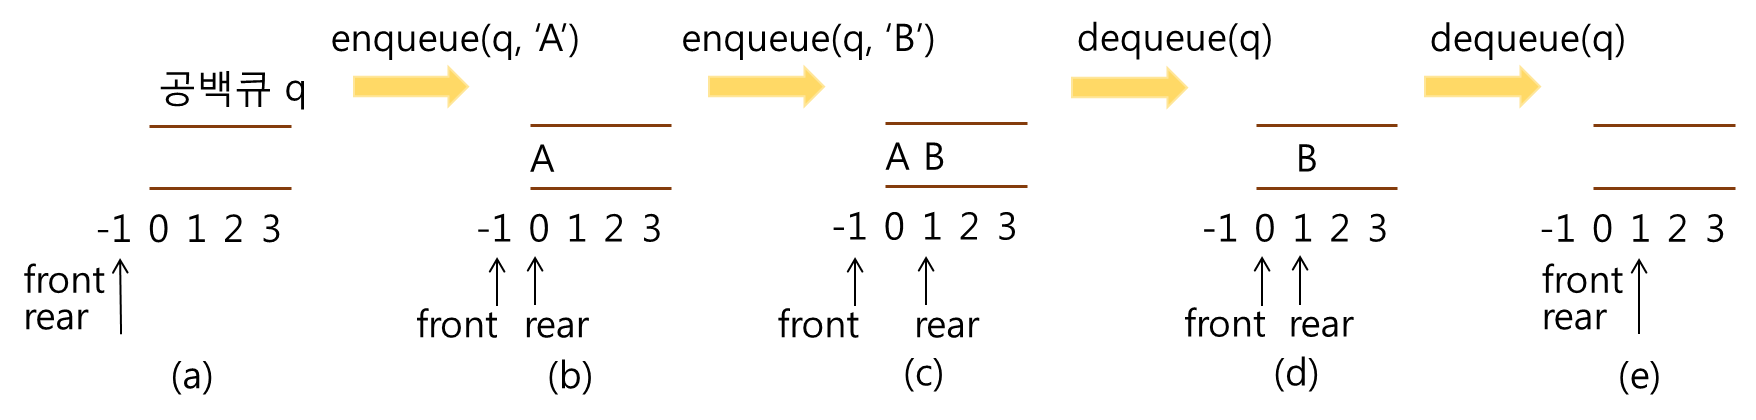 enqueue(q, ‘A’)
enqueue(q, ‘B’)
dequeue(q)
dequeue(q)
공백큐 q
A
A B
B
-1 0 1 2 3
-1 0 1 2 3
-1 0 1 2 3
-1 0 1 2 3
-1 0 1 2 3
front
rear
front rear
front rear
front rear
front
rear
(a)
(b)
(c)
(d)
(e)